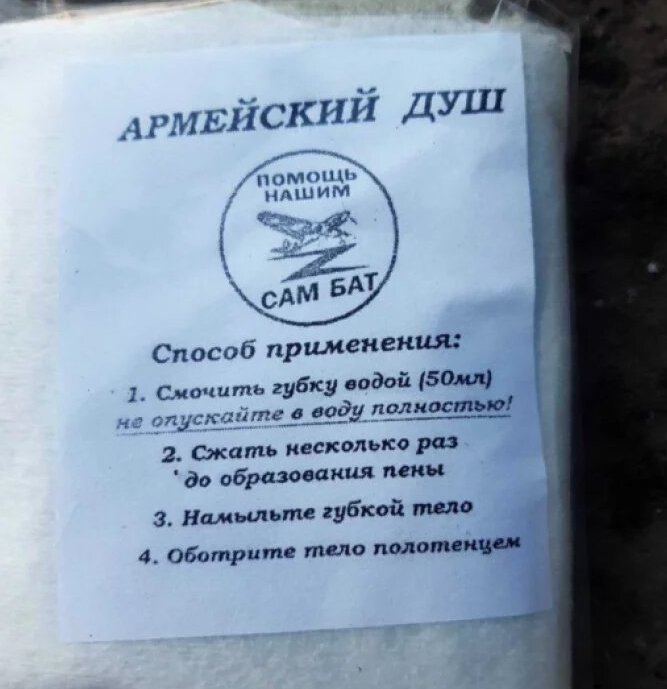 АРМЕЙСКИЙ ДУШ
ПОМОЩЬ
НАШИМ
САМ БАТ
Способ применения:
1. Смочить губку водой (50мл)
не опускайте в воду полностью!
2. Сжать несколько раз
до образования пены
3. Намыльте губкой тело
4. Оботрите тело полотенцем